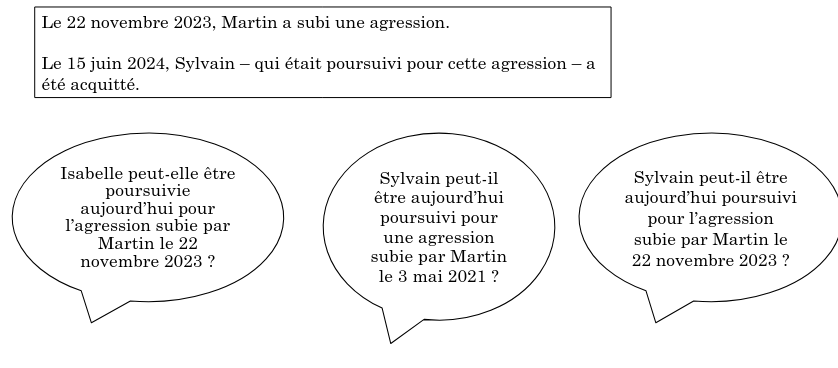 Le 22 novembre 2023, Martin a subi une agression.
Le 15 juin 2024, Sylvain – qui était poursuivi pour cette agression – a
été acquitté.
Isabelle peut-elle être
poursuivie
aujourd'hui pour
l'agression subie par
Martin le 22
novembre 2023 ?
Sylvain peut-il
être aujourd'hui
poursuivi pour
une agression
subie par Martin
le 3 mai 2021 ?
Sylvain peut-il être
aujourd'hui poursuivi
pour l'agression
subie par Martin le
22 novembre 2023 ?